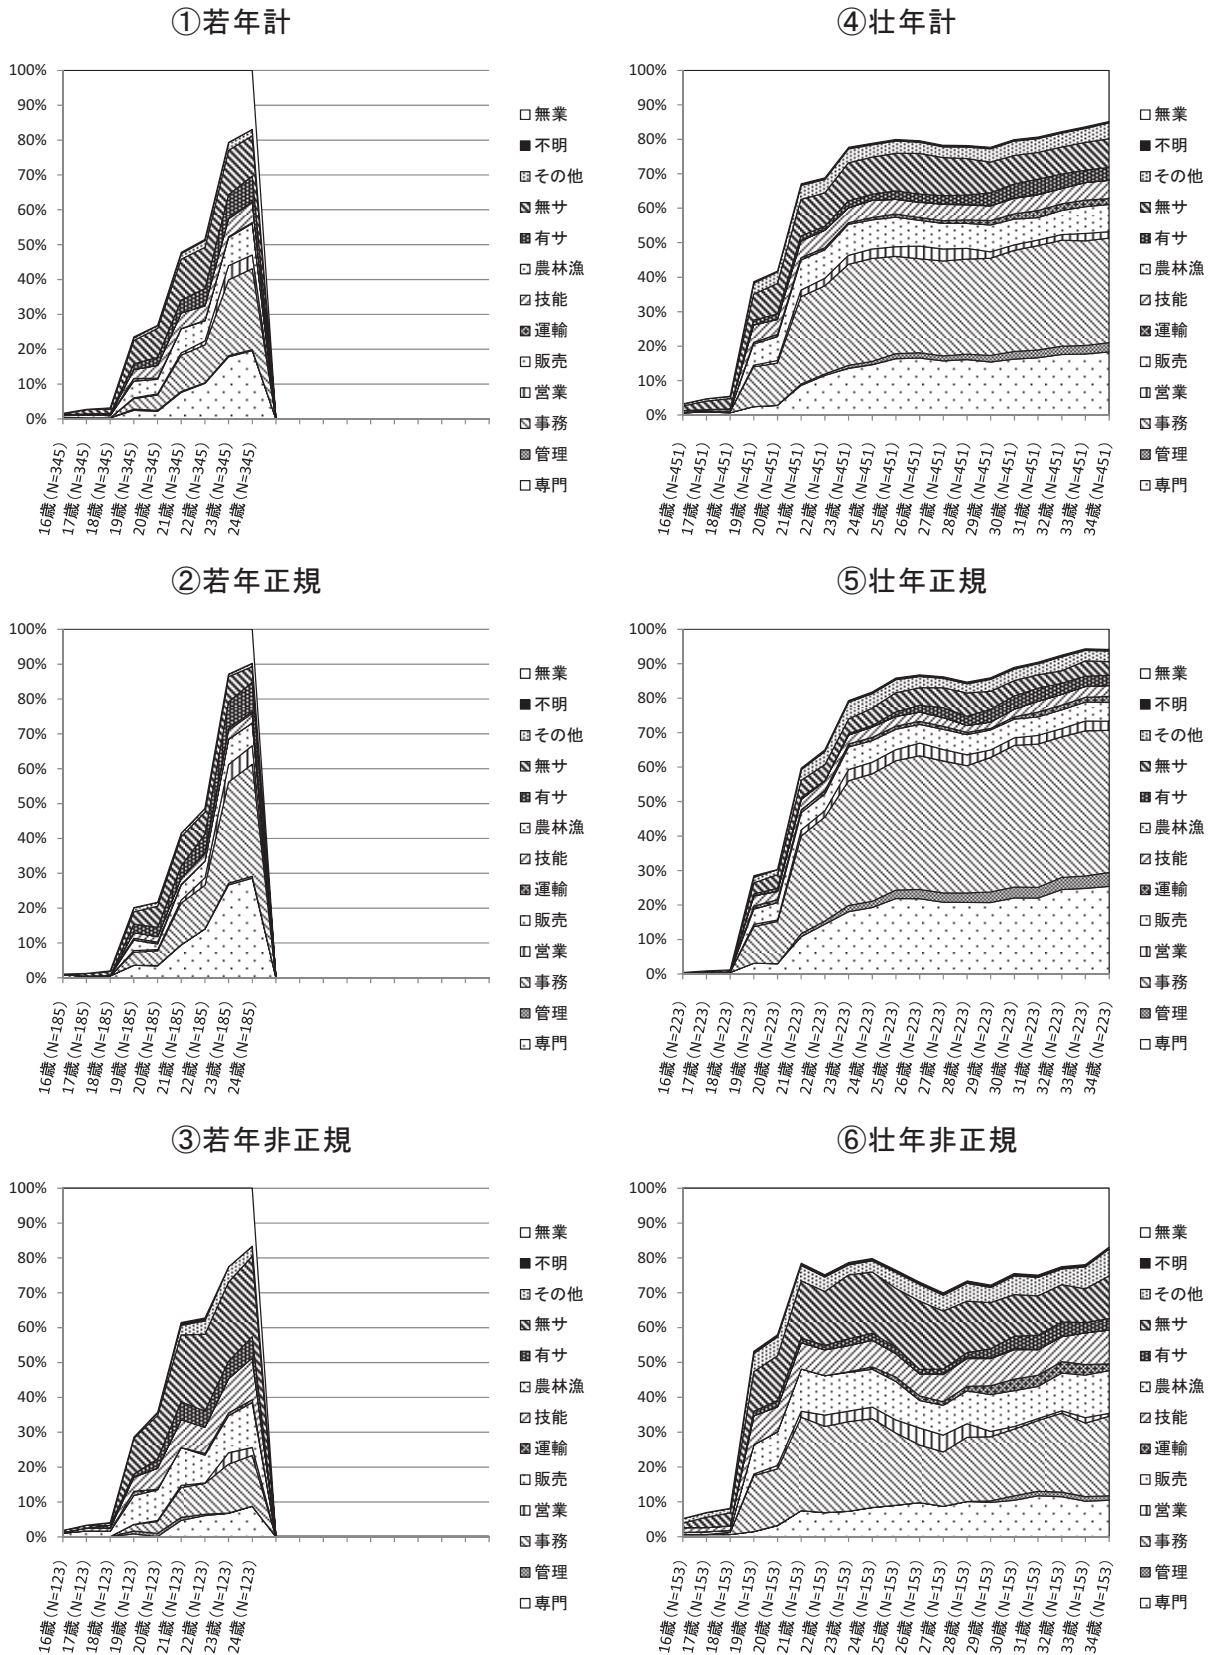 ①若年計
100%
90%
80%
70%
60%
50%
40%
30%
20%
10%
0%
16歳(N=345)
17歳(N=345)
18歳(N=345)
19歳(N=345)
20歳(N=345)
21歳(N=345)
22歳(N=345)
23歳(N=345)
24歳(N=345)
無業
不明
その他
無サ
有サ
農林漁
技能
運輸
販売
営業
事務
管理
専門
②若年正規
100%
90%
80%
70%
60%
50%
40%
30%
20%
10%
0%
16歳(N=185)
17歳(N=185)
18歳(N=185)
19歳(N=185)
20歳(N=185)
21歳(N=185)
22歳(N=185)
23歳(N=185)
24歳(N=185)
無業
不明
その他
無サ
有サ
農林漁
技能
運輸
販売
営業
事務
管理
専門
③若年非正規
100%
90%
80%
70%
60%
50%
40%
30%
20%
10%
0%
16歳(N=123)
17歳(N=123)
18歳(N=123)
19歳(N=123)
20歳(N=123)
21歳(N=123)
22歳(N=123)
23歳(N=123)
24歳(N=123)
無業
不明
その他
無サ
有サ
農林漁
技能
運輸
販売
営業
事務
管理
専門
④壮年計
100%
90%
80%
70%
60%
50%
40%
30%
20%
10%
0%
16歳(N=451)
17歳(N=451)
18歳(N=451)
19歳(N=451)
20歳(N=451)
21歳(N=451)
22歳(N=451)
23歳(N=451)
24歳(N=451)
25歳(N=451)
26歳(N=451)
27歳(N=451)
28歳(N=451)
29歳(N=451)
30歳(N=451)
31歳(N=451)
32歳(N=451)
33歳(N=451)
34歳(N=451)
無業
不明
その他
無サ
有サ
農林漁
技能
運輸
販売
営業
事務
管理
専門
⑤壮年正規
100%
90%
80%
70%
60%
50%
40%
30%
20%
10%
0%
16歳(N=223)
17歳(N=223)
18歳(N=223)
19歳(N=223)
20歳(N=223)
21歳(N=223)
22歳(N=223)
23歳(N=223)
24歳(N=223)
25歳(N=223)
26歳(N=223)
27歳(N=223)
28歳(N=223)
29歳(N=223)
30歳(N=223)
31歳(N=223)
32歳(N=223)
33歳(N=223)
34歳(N=223)
無業
不明
その他
無サ
有サ
農林漁
技能
運輸
販売
営業
事務
管理
専門
⑥壮年非正規
100%
90%
80%
70%
60%
50%
40%
30%
20%
10%
0%
16歳(N=153)
17歳(N=153)
18歳(N=153)
19歳(N=153)
20歳(N=153)
21歳(N=153)
22歳(N=153)
23歳(N=153)
24歳(N=153)
25歳(N=153)
26歳(N=153)
27歳(N=153)
28歳(N=153)
29歳(N=153)
30歳(N=153)
31歳(N=153)
32歳(N=153)
33歳(N=153)
34歳(N=153)
無業
不明
その他
無サ
有サ
農林漁
技能
運輸
販売
営業
事務
管理
専門